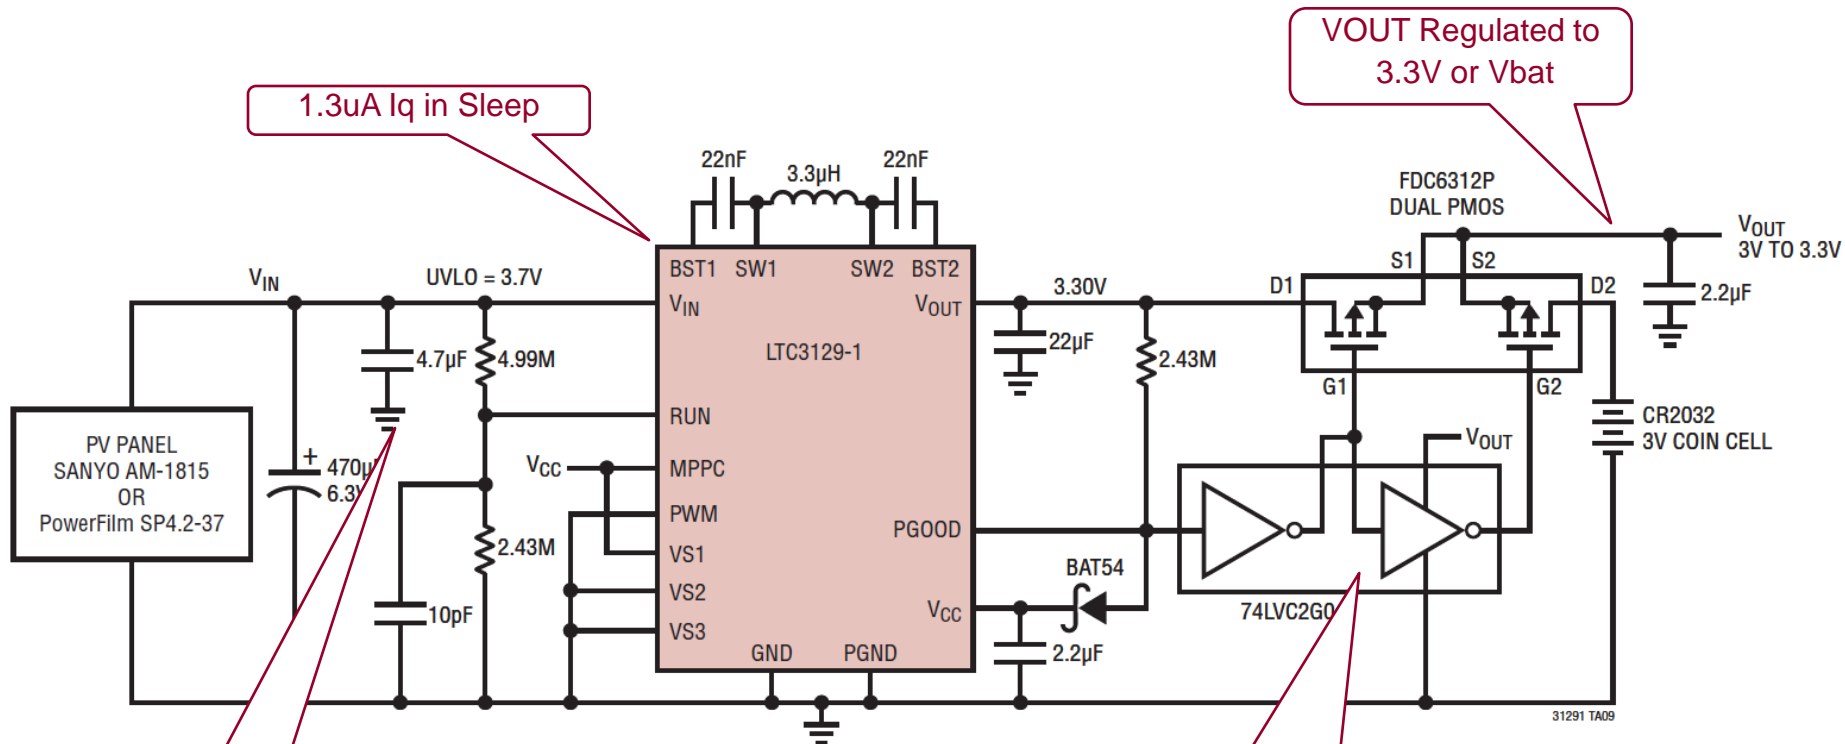 VOUT Regulated to
3.3V or Vbat
1.3uA Iq in Sleep
22nF
3.3µH
22nF
FDC6312P
DUAL PMOS
VOUT
3V TO 3.3V
S1
S2
BST1
SW1
SW2
BST2
VIN
UVLO = 3.7V
VIN
VOUT
3.30V
D1
D2
2.2µF
4.7µF
4.99M
LTC3129-1
22µF
2.43M
G1
G2
RUN
CR2032
3V COIN CELL
PV PANEL
SANYO AM-1815
OR
PowerFilm SP4.2-37
+
470µ
6.3V
VCC
MPPC
VOUT
PWM
PGOOD
2.43M
VS1
BAT54
VS2
10pF
VCC
74LVC2G0
VS3
GND
PGND
2.2µF
31291 TA09